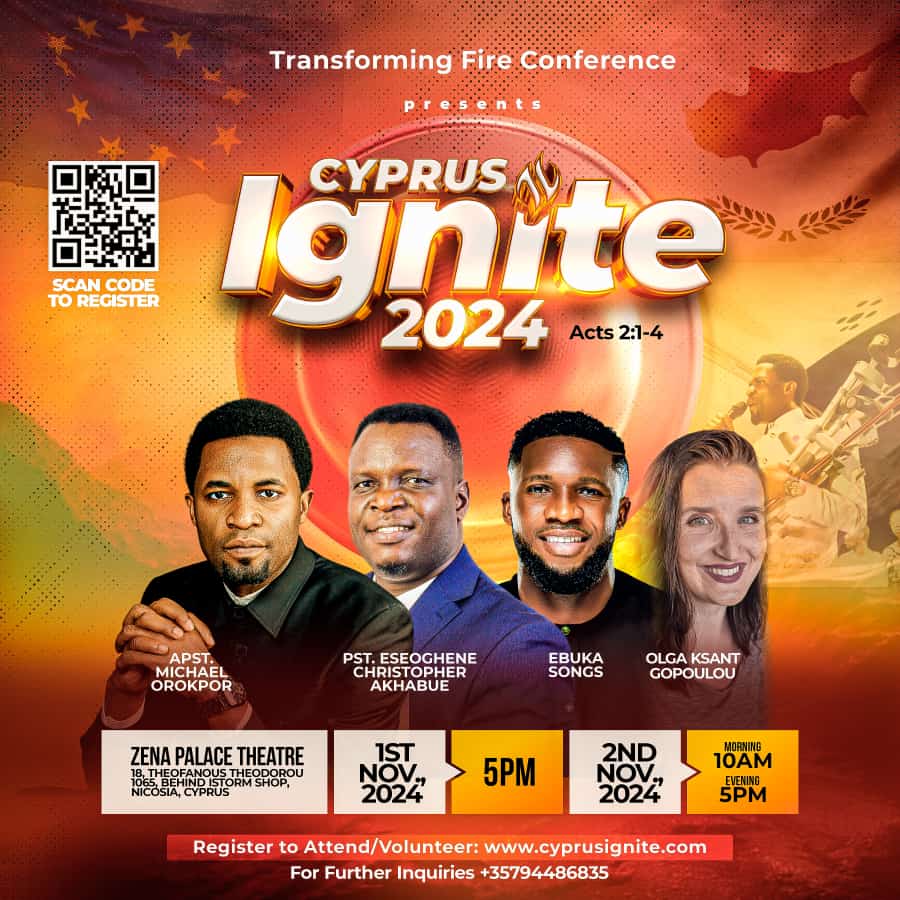 Transforming Fire Conference
presents
CYPRUS
Ignite
2024
Acts 2:1-4
SCAN CODE
TO REGISTER
APST.
MICHAEL
OROKPOR
PST. ESEOGHENE
CHRISTOPHER
AKHABUE
EBUKA
SONGS
OLGA KSANT
GOPOULOU
ZENA PALACE THEATRE
18, THEOFANOUS THEODOROU
1065, BEHIND ISTORM SHOP,
NICOSIA, CYPRUS
1ST
NOV.,
2024
5PM
2ND
NOV.,
2024
MORNING
10AM
EVENING
5PM
Register to Attend/Volunteer: www.cyprusignite.com
For Further Inquiries +35794486835